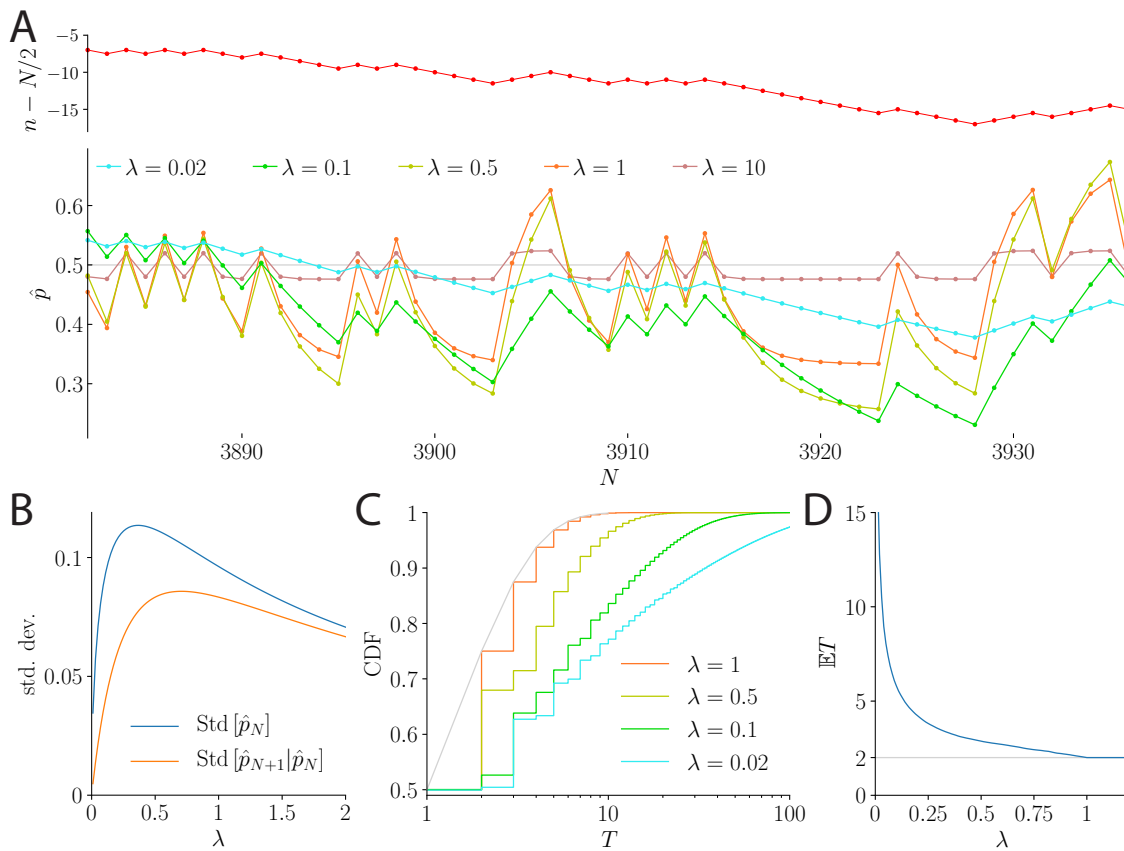 A
n − N/2
−5
−10
−15
λ = 0.02
λ = 0.1
λ = 0.5
λ = 1
λ = 10
p̂
0.6
0.5
0.4
0.3
3890
3900
3910
3920
3930
N
B
std. dev.
0.1
0.05
0
Std [p̂_N]
Std [p̂_{N+1}|p̂_N]
0
0.5
1
1.5
2
λ
C
CDF
1
0.9
0.8
0.7
0.6
0.5
λ = 1
λ = 0.5
λ = 0.1
λ = 0.02
1
10
100
T
D
𝔼T
15
10
5
2
0
0
0.25
0.5
0.75
1
λ